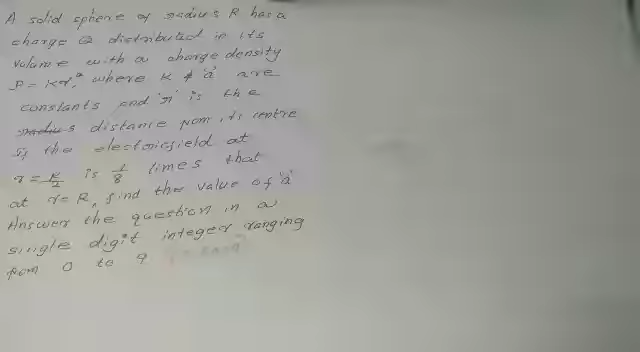 A solid sphere of radius R has a
charge Q distributed in its
volume with a charge density
ρ = kr^a, where K & 'a' are
constants and 'r' is the
radius distance from its centre
If the electricfield at
r = R/2 is 1/8 times that
at r = R, find the value of 'a'
Answer the question in a
single digit integer ranging
from 0 to 9